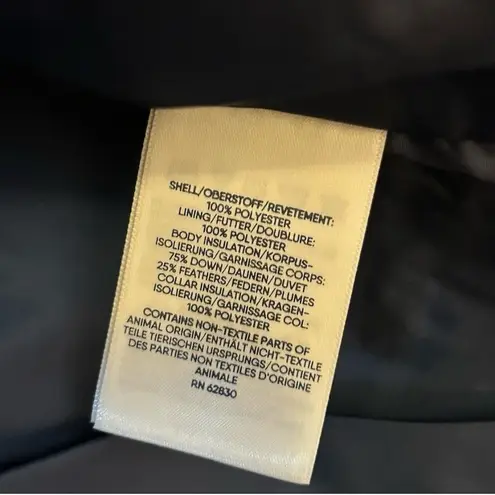 SHELL/OBERSTOFF/REVETEMENT:
100% POLYESTER
LINING/FUTTER/DOUBLURE:
100% POLYESTER
BODY INSULATION/KORPUS-
ISOLIERUNG/GARNISSAGE CORPS:
75% DOWN/DAUNEN/DUVET
25% FEATHERS/FEDERN/PLUMES
COLLAR INSULATION/KRAGEN-
ISOLIERUNG/GARNISSAGE COL:
100% POLYESTER
CONTAINS NON-TEXTILE PARTS OF
ANIMAL ORIGIN/ENTHÄLT NICHT-TEXTILE
TEILE TIERISCHEN URSPRUNGS/CONTIENT
DES PARTIES NON TEXTILES D'ORIGINE
ANIMALE
RN 62830